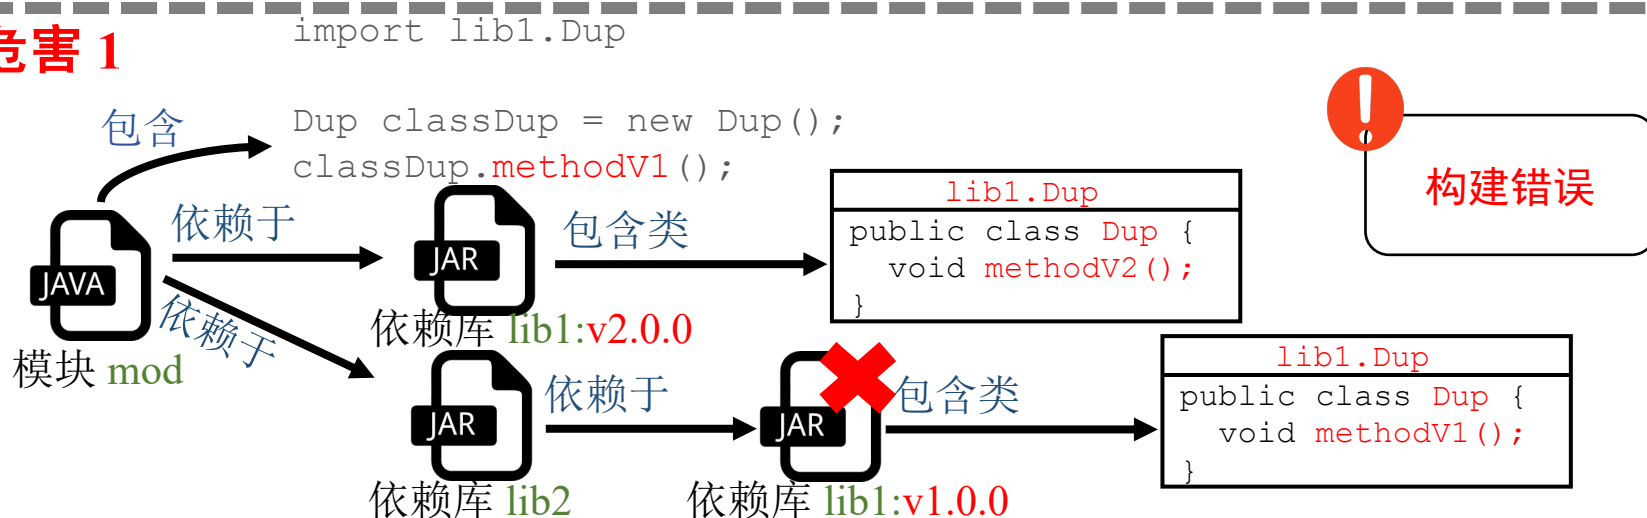 import lib1.Dup
危害 1
包含
Dup classDup = new Dup();
classDup.methodV1();
构建错误
依赖于
包含类
lib1.Dup
public class Dup {
void methodV2();
}
JAR
JAVA
依赖于
依赖库 lib1:v2.0.0
模块 mod
依赖于
包含类
lib1.Dup
public class Dup {
void methodV1();
}
JAR
JAR
依赖库 lib2
依赖库 lib1:v1.0.0